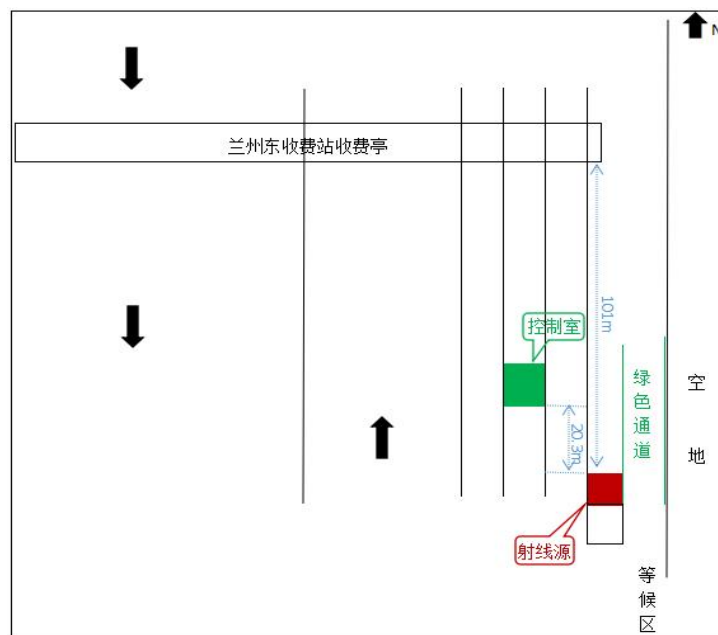 N
兰州东收费站收费亭
101m
控制室
绿色通道
空地
20.3m
射线源
等候区